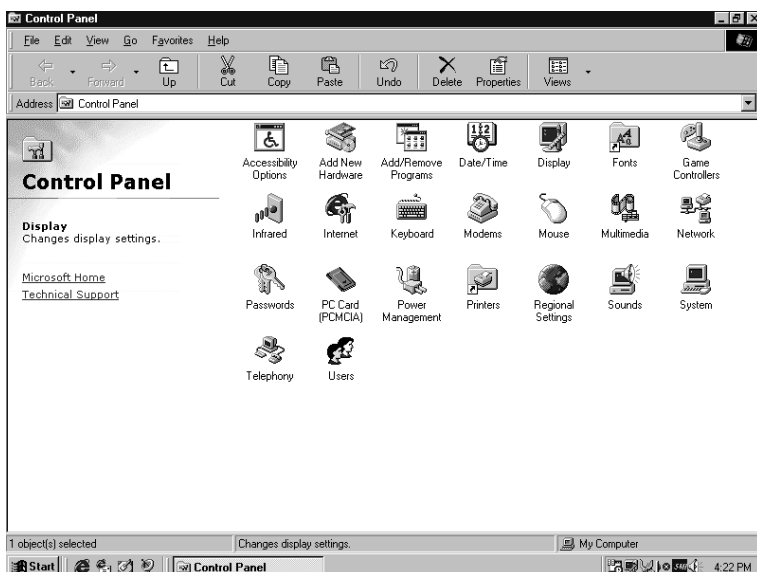 Control Panel
File Edit View Go Favorites Help
Back Forward Up Cut Copy Paste Undo Delete Properties Views
Address Control Panel
Control Panel
Display
Changes display settings.
Microsoft Home
Technical Support
Accessibility Options
Add New Hardware
Add/Remove Programs
Date/Time
Display
Fonts
Game Controllers
Infrared
Internet
Keyboard
Modems
Mouse
Multimedia
Network
Passwords
PC Card (PCMCIA)
Power Management
Printers
Regional Settings
Sounds
System
Telephony
Users
1 object(s) selected Changes display settings. My Computer
Start Control Panel 4:22 PM